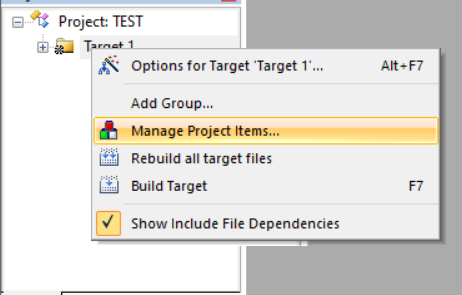 Project: TEST
Target 1
Options for Target 'Target 1'... Alt+F7
Add Group...
Manage Project Items...
Rebuild all target files
Build Target F7
Show Include File Dependencies